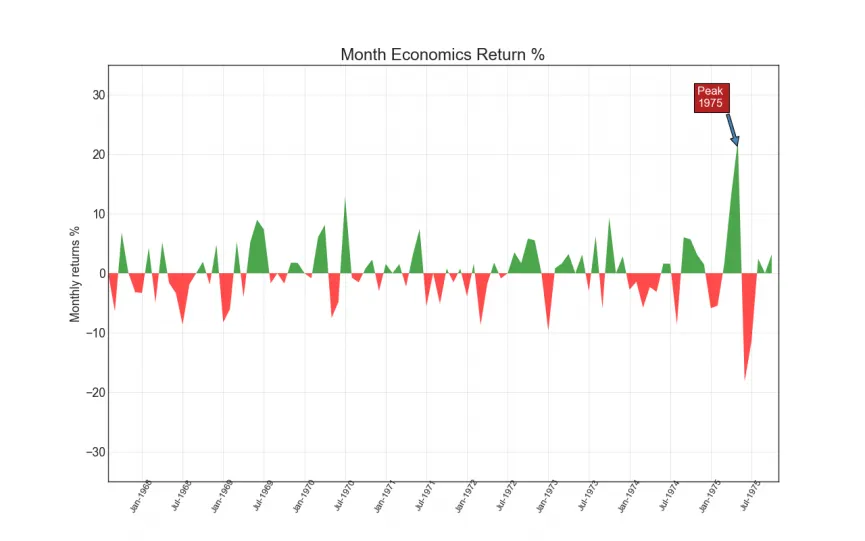 Month Economics Return %
Peak
1975
Monthly returns %
30
20
10
0
−10
−20
−30
Jan-1968
Jul-1968
Jan-1969
Jul-1969
Jan-1970
Jul-1970
Jan-1971
Jul-1971
Jan-1972
Jul-1972
Jan-1973
Jul-1973
Jan-1974
Jul-1974
Jan-1975
Jul-1975